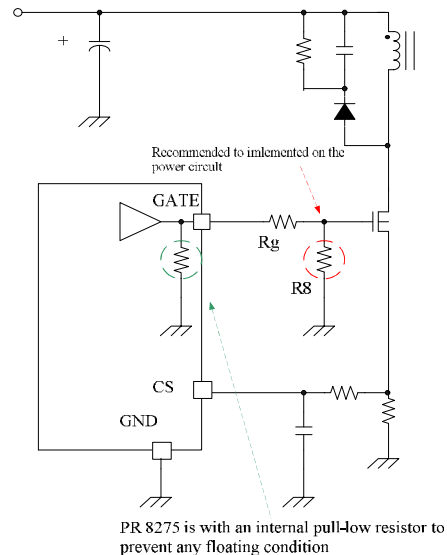 +
Recommended to imlemented on the
power circuit
GATE
Rg
R8
CS
GND
PR 8275 is with an internal pull-low resistor to
prevent any floating condition